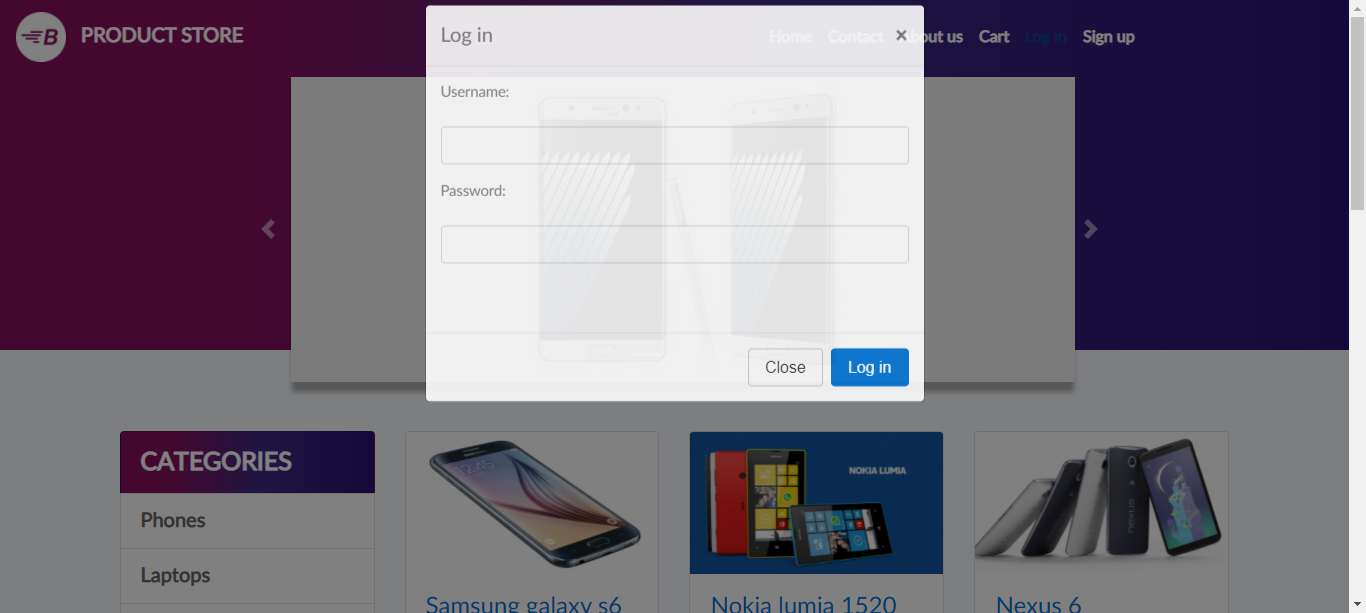 B PRODUCT STORE
Log in
×
Home Contact About us Cart Log in Sign up
Username:
Password:
Close Log in
CATEGORIES
Phones
Laptops
NOKIA LUMIA
nexus
Samsung galaxy s6
Nokia lumia 1520
Nexus 6